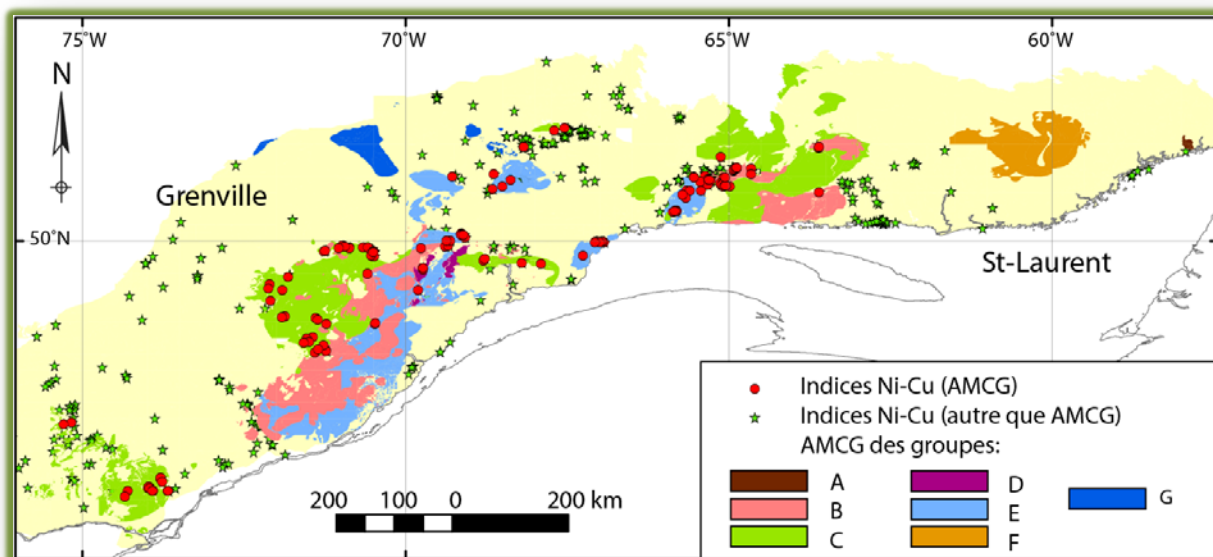 75°W 70°W 65°W 60°W
N
Grenville
50°N
St-Laurent
Indices Ni-Cu (AMCG)
Indices Ni-Cu (autre que AMCG)
AMCG des groupes:
A D G
B E
C F
200 100 0 200 km